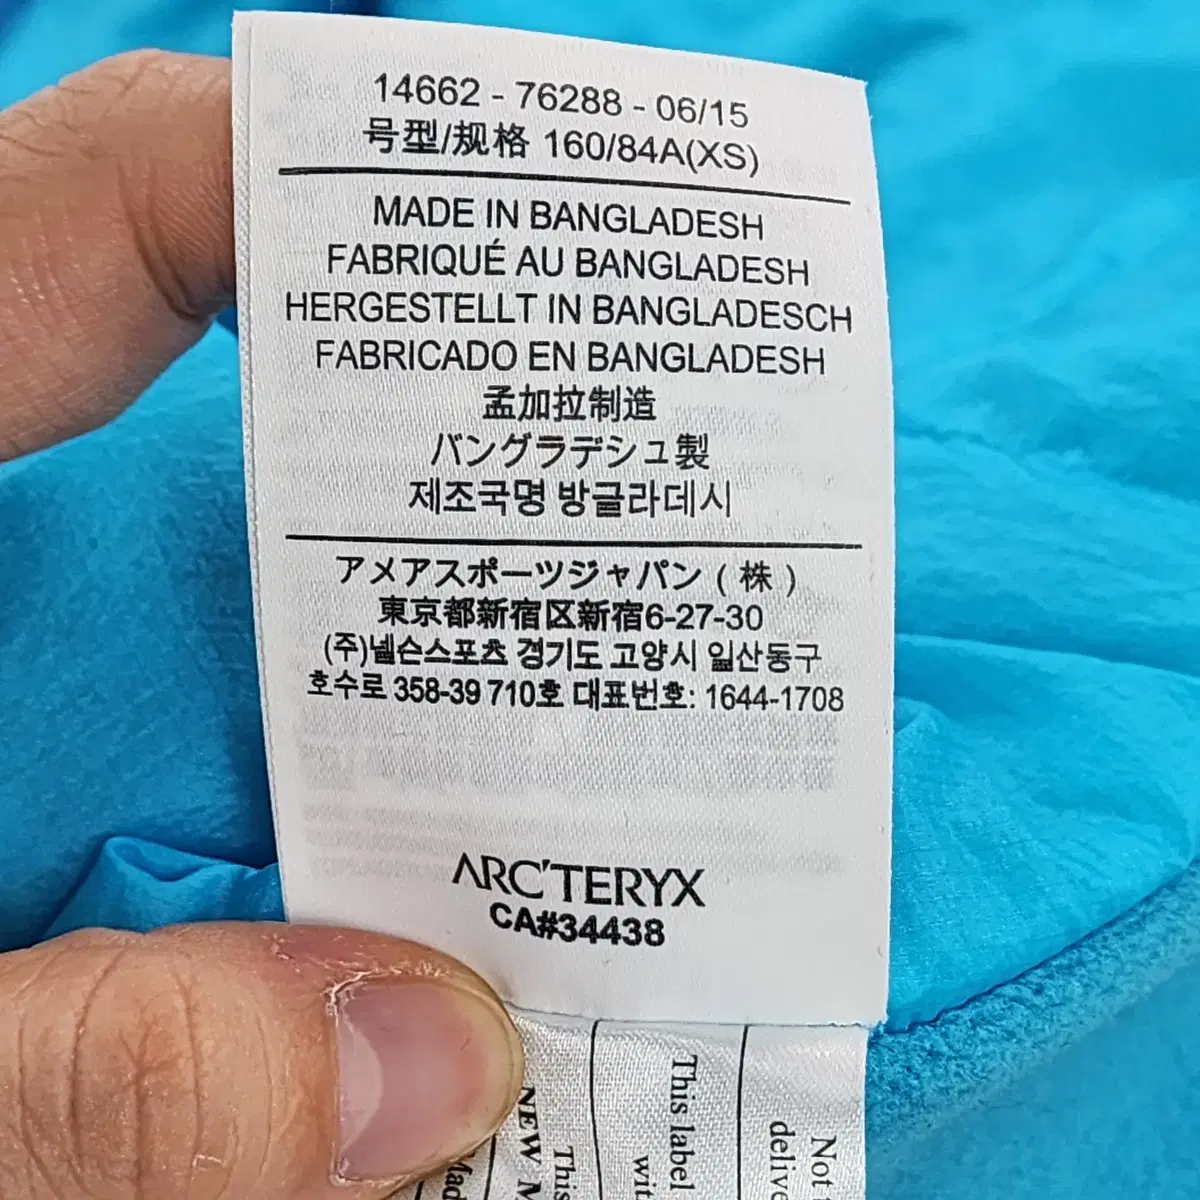 14662 - 76288 - 06/15
号型/规格 160/84A(XS)
MADE IN BANGLADESH
FABRIQUÉ AU BANGLADESH
HERGESTELLT IN BANGLADESCH
FABRICADO EN BANGLADESH
孟加拉制造
バングラデシュ製
제조국명 방글라데시
アメアスポーツジャパン ( 株 )
東京都新宿区新宿6-27-30
(주)넬슨스포츠 경기도 고양시 일산동구
호수로 358-39 710호 대표번호: 1644-1708
ARC'TERYX
CA#34438
This label
Not
NEW
This